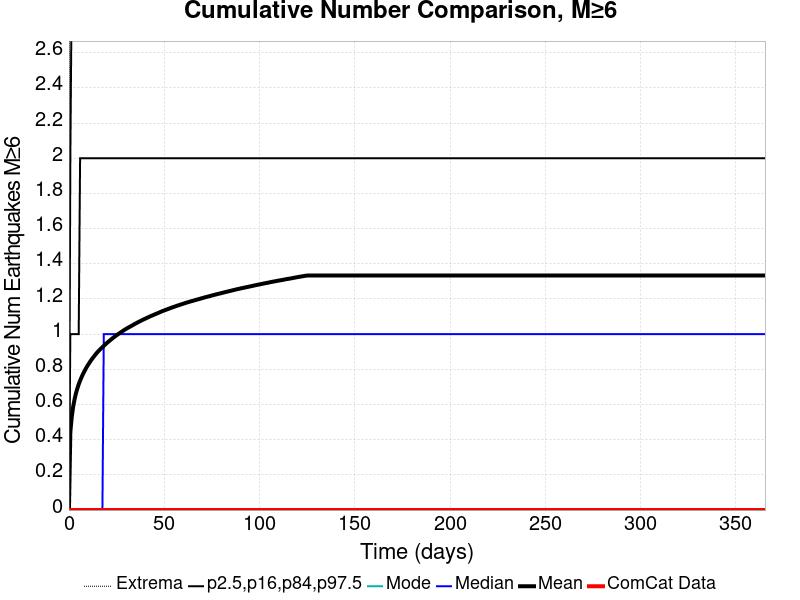 Cumulative Number Comparison, M≥6
Cumulative Num Earthquakes M≥6
2.6
2.4
2.2
2
1.8
1.6
1.4
1.2
1
0.8
0.6
0.4
0.2
0
0 50 100 150 200 250 300 350
Time (days)
Extrema p2.5,p16,p84,p97.5 Mode Median Mean ComCat Data